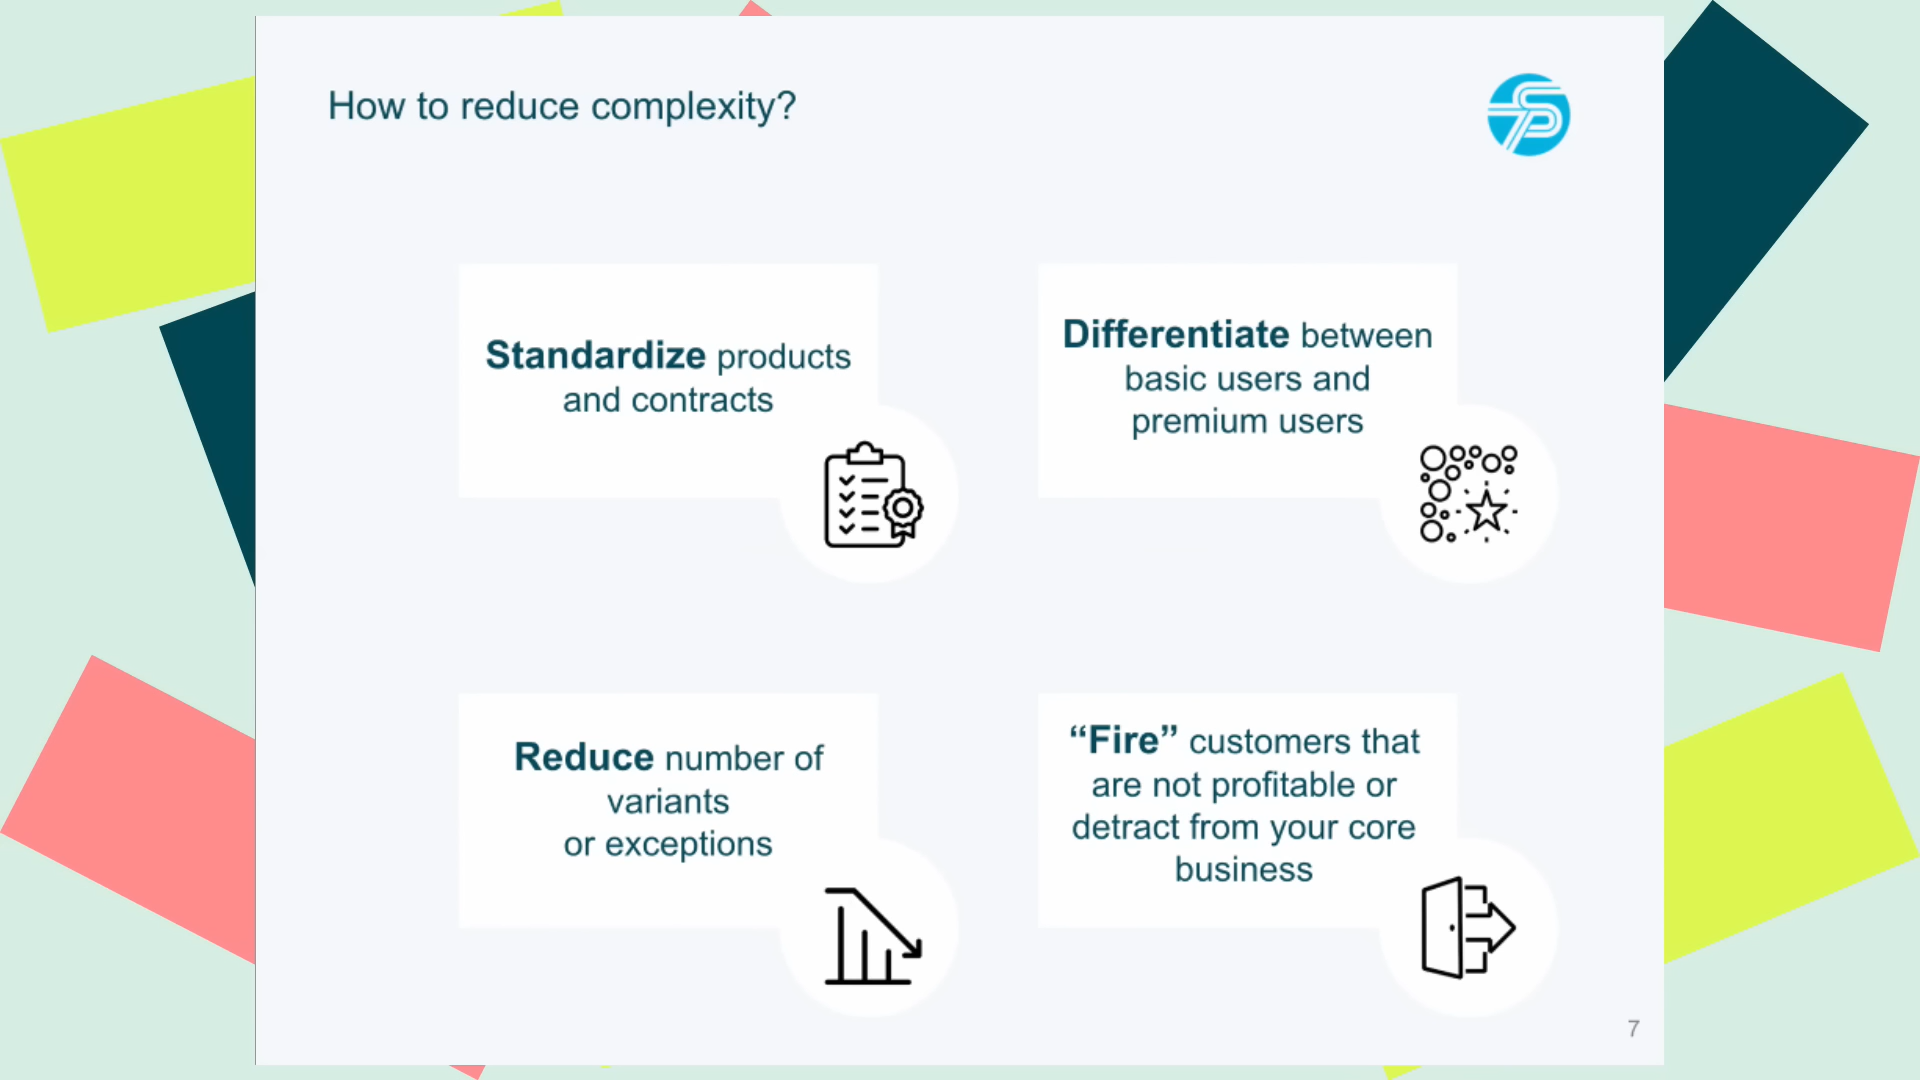 How to reduce complexity?
Standardize products
and contracts
Differentiate between
basic users and
premium users
Reduce number of
variants
or exceptions
“Fire” customers that
are not profitable or
detract from your core
business
7